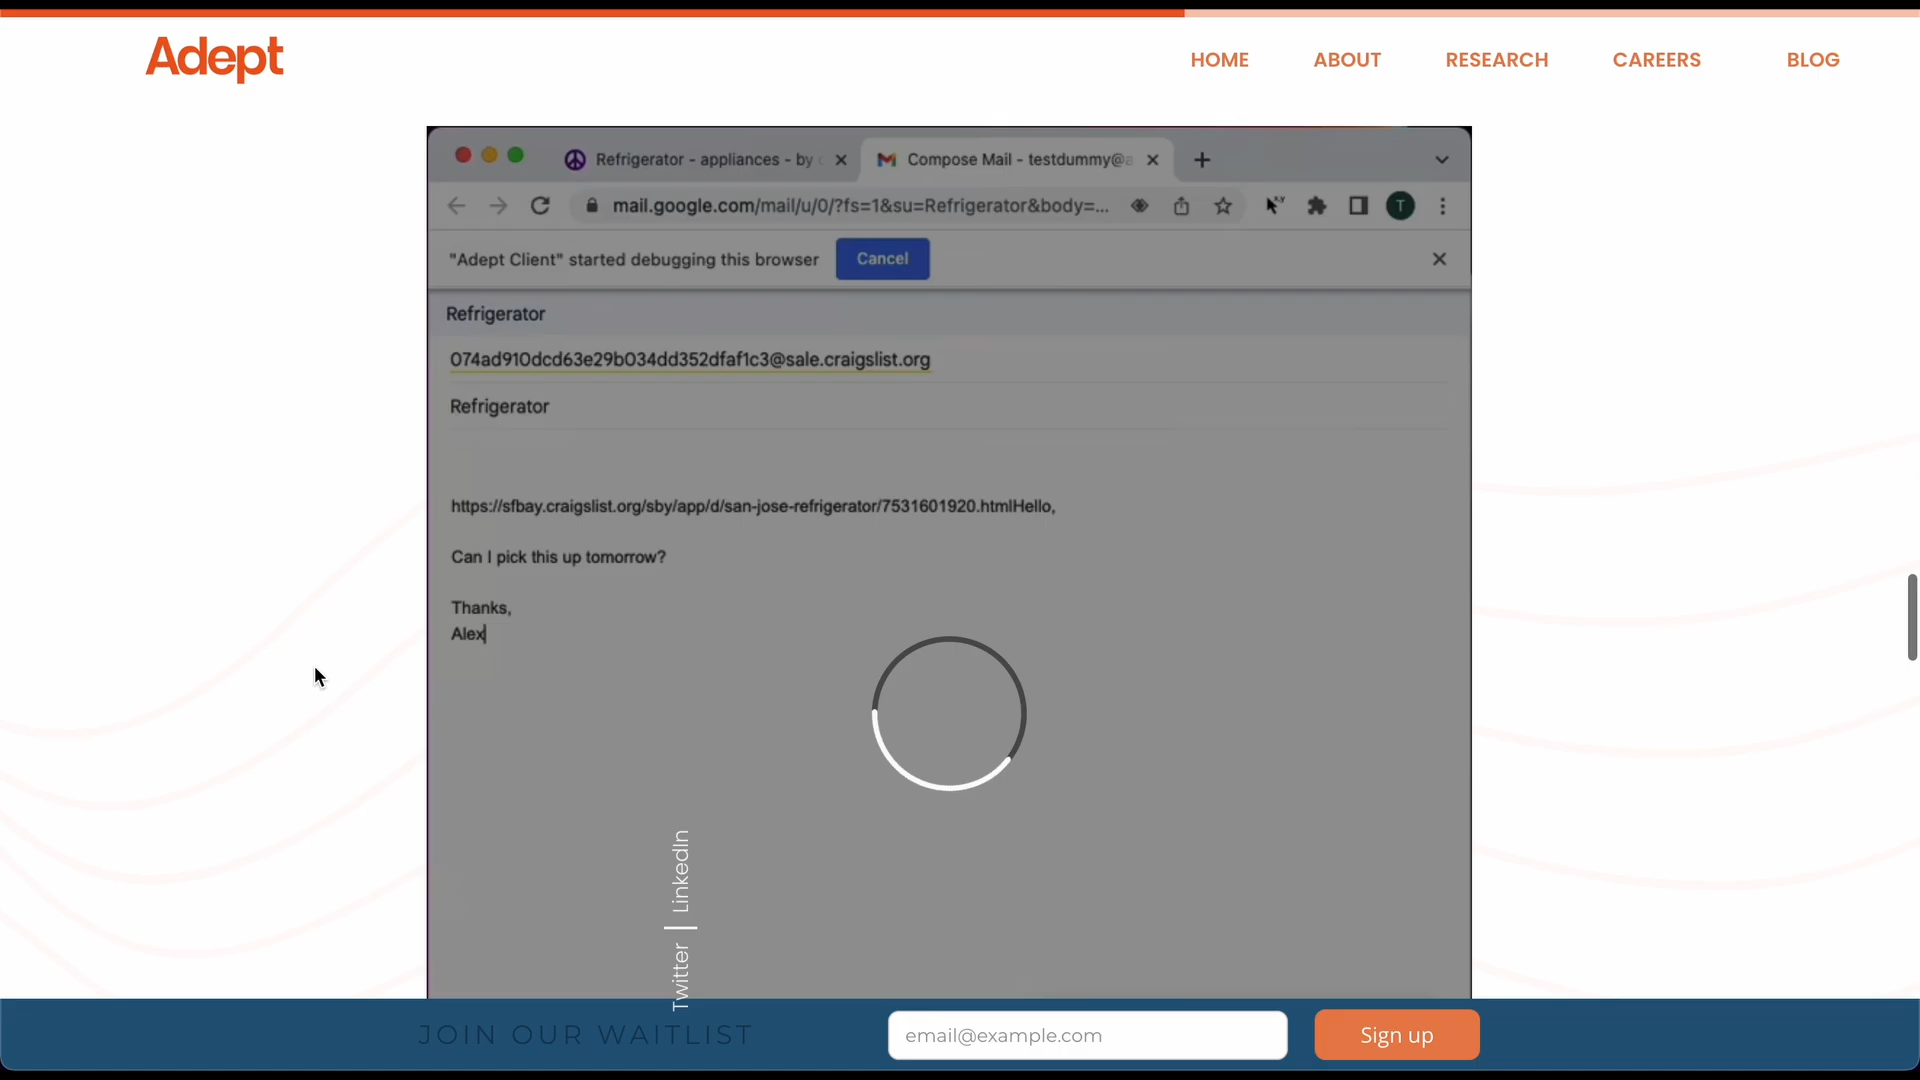 Adept
HOME ABOUT RESEARCH CAREERS BLOG
Refrigerator - appliances - by
Compose Mail - testdummy@a
mail.google.com/mail/u/0/?fs=1&su=Refrigerator&body=...
T
"Adept Client" started debugging this browser
Cancel
Refrigerator
074ad910dcd63e29b034dd352dfaf1c3@sale.craigslist.org
Refrigerator
https://sfbay.craigslist.org/sby/app/d/san-jose-refrigerator/7531601920.htmlHello,
Can I pick this up tomorrow?
Thanks,
Alex
Twitter | LinkedIn
JOIN OUR WAITLIST
email@example.com
Sign up